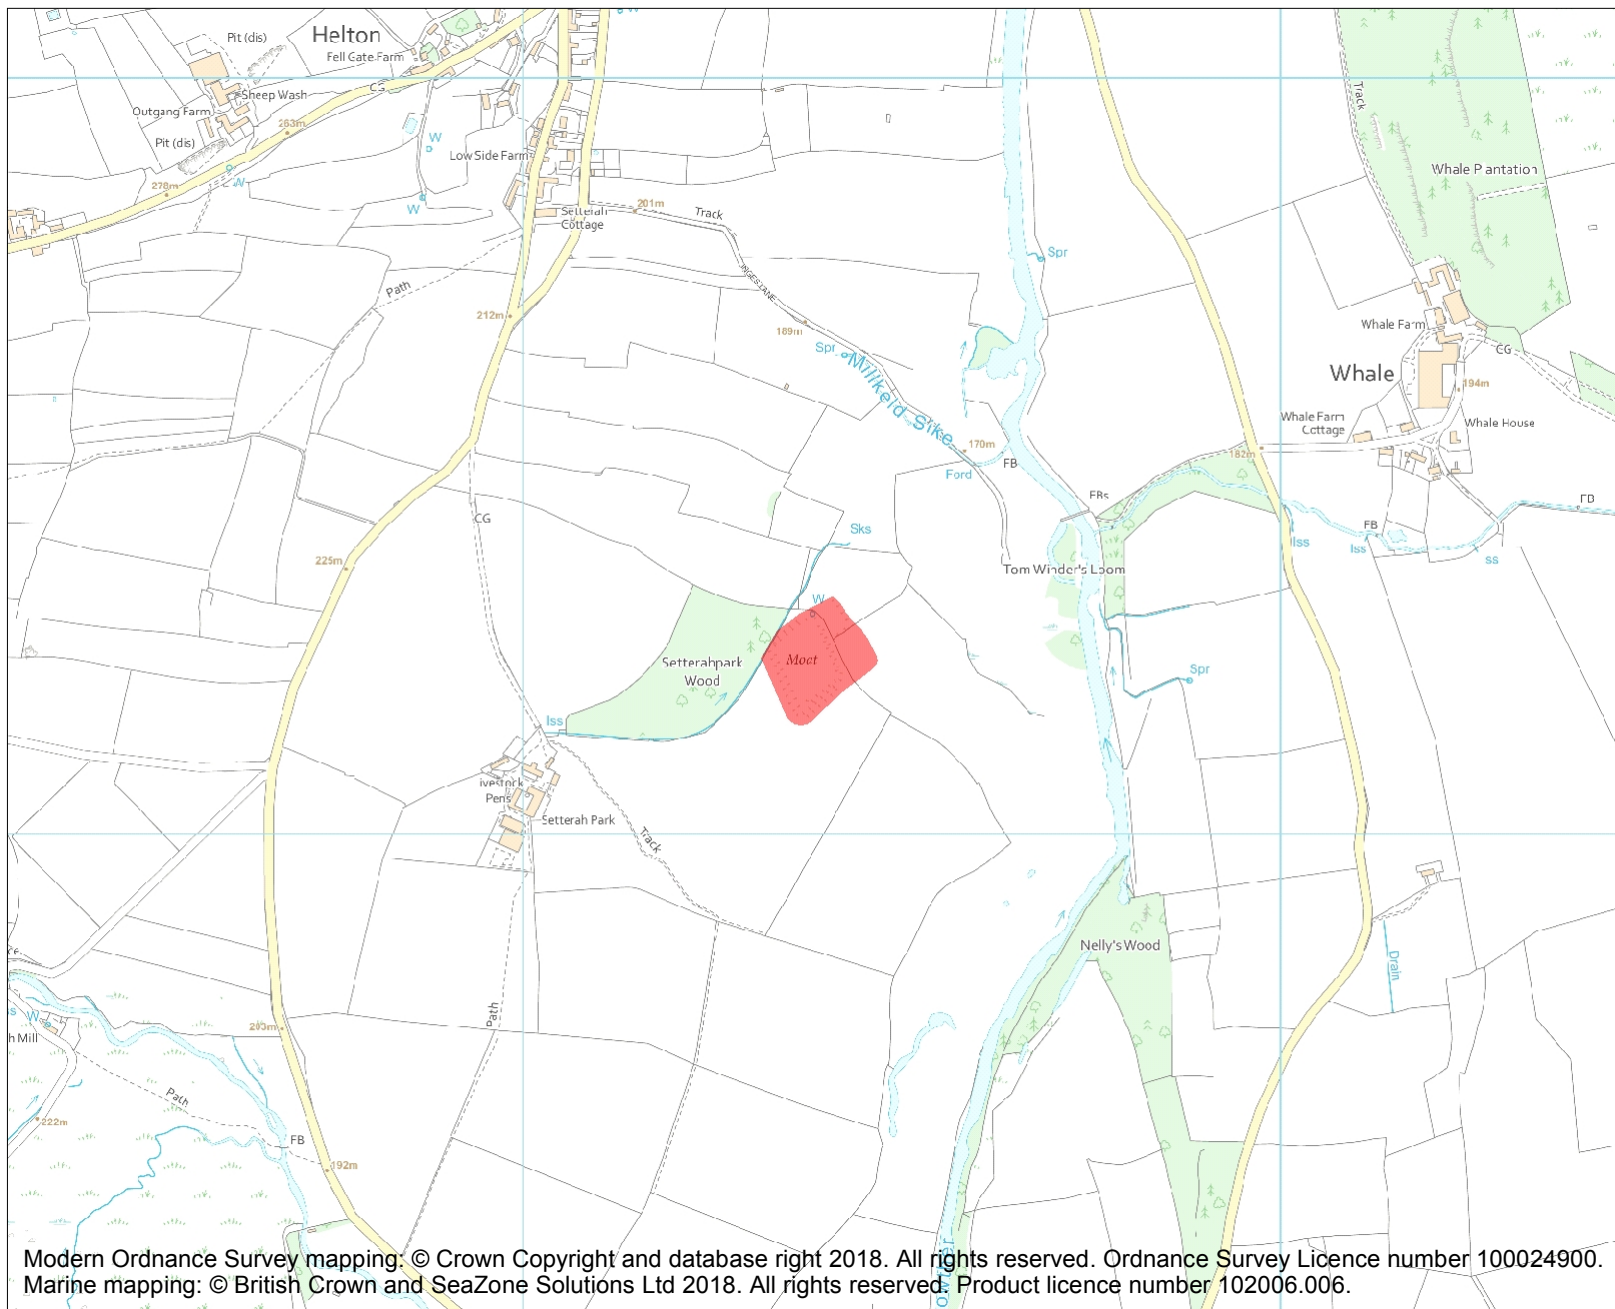 Pit (dis)
Helton
Fell Gate Farm
CG
Sheep Wash
Outgang Farm
263m
Pit (dis)
W
Low Side Farm
278m
W
W
Setterah
Cottage
201m
Track
Track
Whale Plantation
Spr
Path
212m
189m
Spr
Millkeld Sike
Whale Farm
CG
Whale
194m
Whale Farm
Cottage
Whale House
170m
182m
Ford
FB
FBs
CG
Sks
FB
Iss
Iss
ss
225m
Tom Winder's Loom
W
Moat
Setterahpark
Wood
Spr
Iss
ivestock
Pens
Setterah Park
Track
Nelly's Wood
Drain
Path
W
h Mill
203m
Path
222m
FB
192m
owther
Modern Ordnance Survey mapping: © Crown Copyright and database right 2018. All rights reserved. Ordnance Survey Licence number 100024900.
Marine mapping: © British Crown and SeaZone Solutions Ltd 2018. All rights reserved. Product licence number 102006.006.